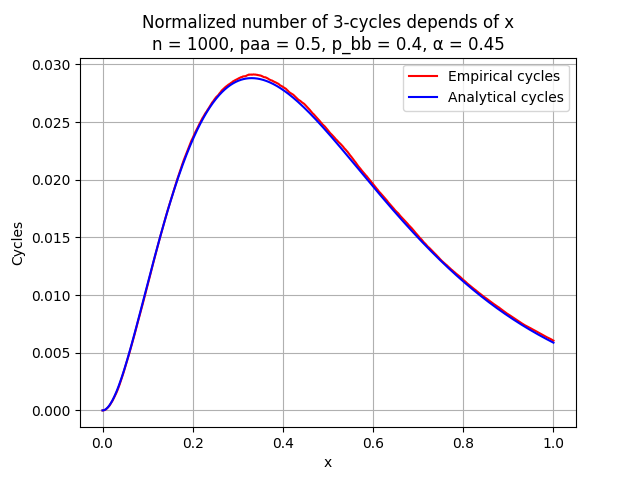 Normalized number of 3-cycles depends of x
n = 1000, paa = 0.5, p_bb = 0.4, α = 0.45
Empirical cycles
Analytical cycles
0.030
0.025
0.020
0.015
0.010
0.005
0.000
Cycles
0.0 0.2 0.4 0.6 0.8 1.0
x